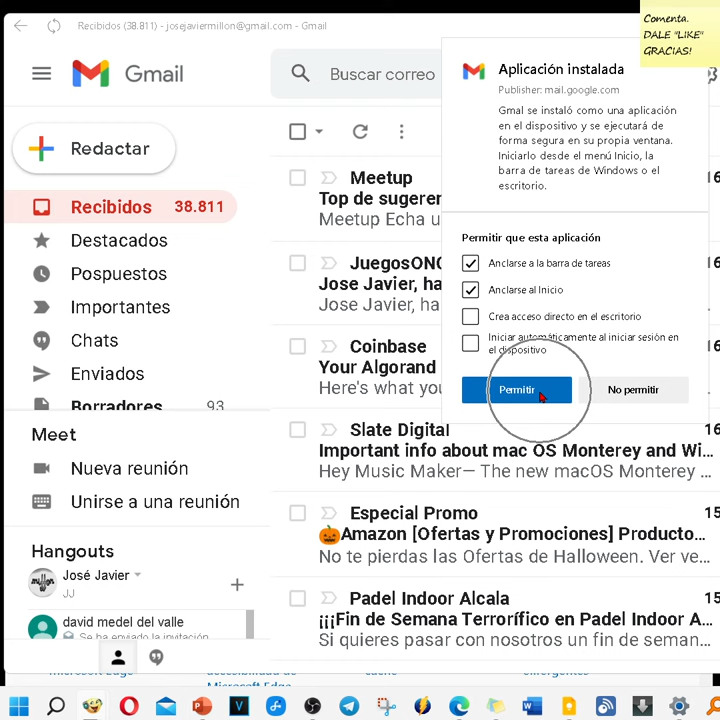 Recibidos (38.811) - josejaviermillon@gmail.com - Gmail
Comenta.
DALE "LIKE"
GRACIAS!
Gmail
Buscar correo
Redactar
Recibidos 38.811
Destacados
Pospuestos
Importantes
Chats
Enviados
Borradores 93
Meet
Nueva reunión
Unirse a una reunión
Hangouts
José Javier
JJ
david medel del valle
Se ha enviado la invitación
Aplicación instalada
Publisher: mail.google.com
Gmal se instaló como una aplicación
en el dispositivo y se ejecutará de
forma segura en su propia ventana.
Iniciarlo desde el menú Inicio, la
barra de tareas de Windows o el
escritorio.
Permitir que esta aplicación
Anclarse a la barra de tareas
Anclarse al Inicio
Crea acceso directo en el escritorio
Iniciar automáticamente al iniciar sesión en
el dispositivo
Permitir
No permitir
Meetup
Top de sugeren
Meetup Echa u
JuegosONC
Jose Javier, ha
Jose Javier, ha
Coinbase
Your Algorand
Here's what you
Slate Digital
Important info about mac OS Monterey and Wi...
Hey Music Maker— The new macOS Monterey ...
Especial Promo 15
🎃Amazon [Ofertas y Promociones] Producto...
No te pierdas las Ofertas de Halloween. Ver ve...
Padel Indoor Alcala 15
¡¡¡Fin de Semana Terrorífico en Padel Indoor A...
Si quieres pasar con nosotros un fin de seman...
Microsoft Edge